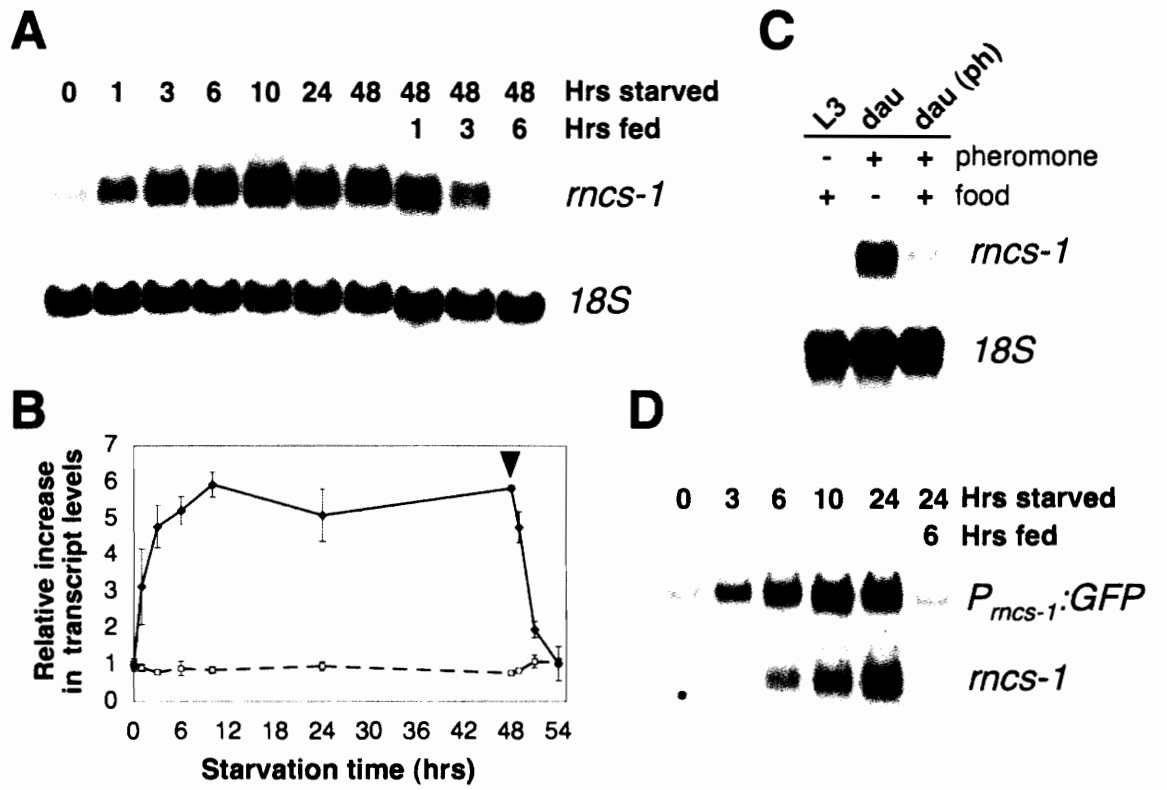 A
0 1 3 6 10 24 48 48 48 48 Hrs starved
1 3 6 Hrs fed
rncs-1
18S
C
L3 dau dau (ph)
- + + pheromone
+ - + food
rncs-1
18S
B
Relative increase
in transcript levels
7
6
5
4
3
2
1
0
0 6 12 18 24 30 36 42 48 54
Starvation time (hrs)
D
0 3 6 10 24 24 Hrs starved
6 Hrs fed
Prncs-1:GFP
rncs-1